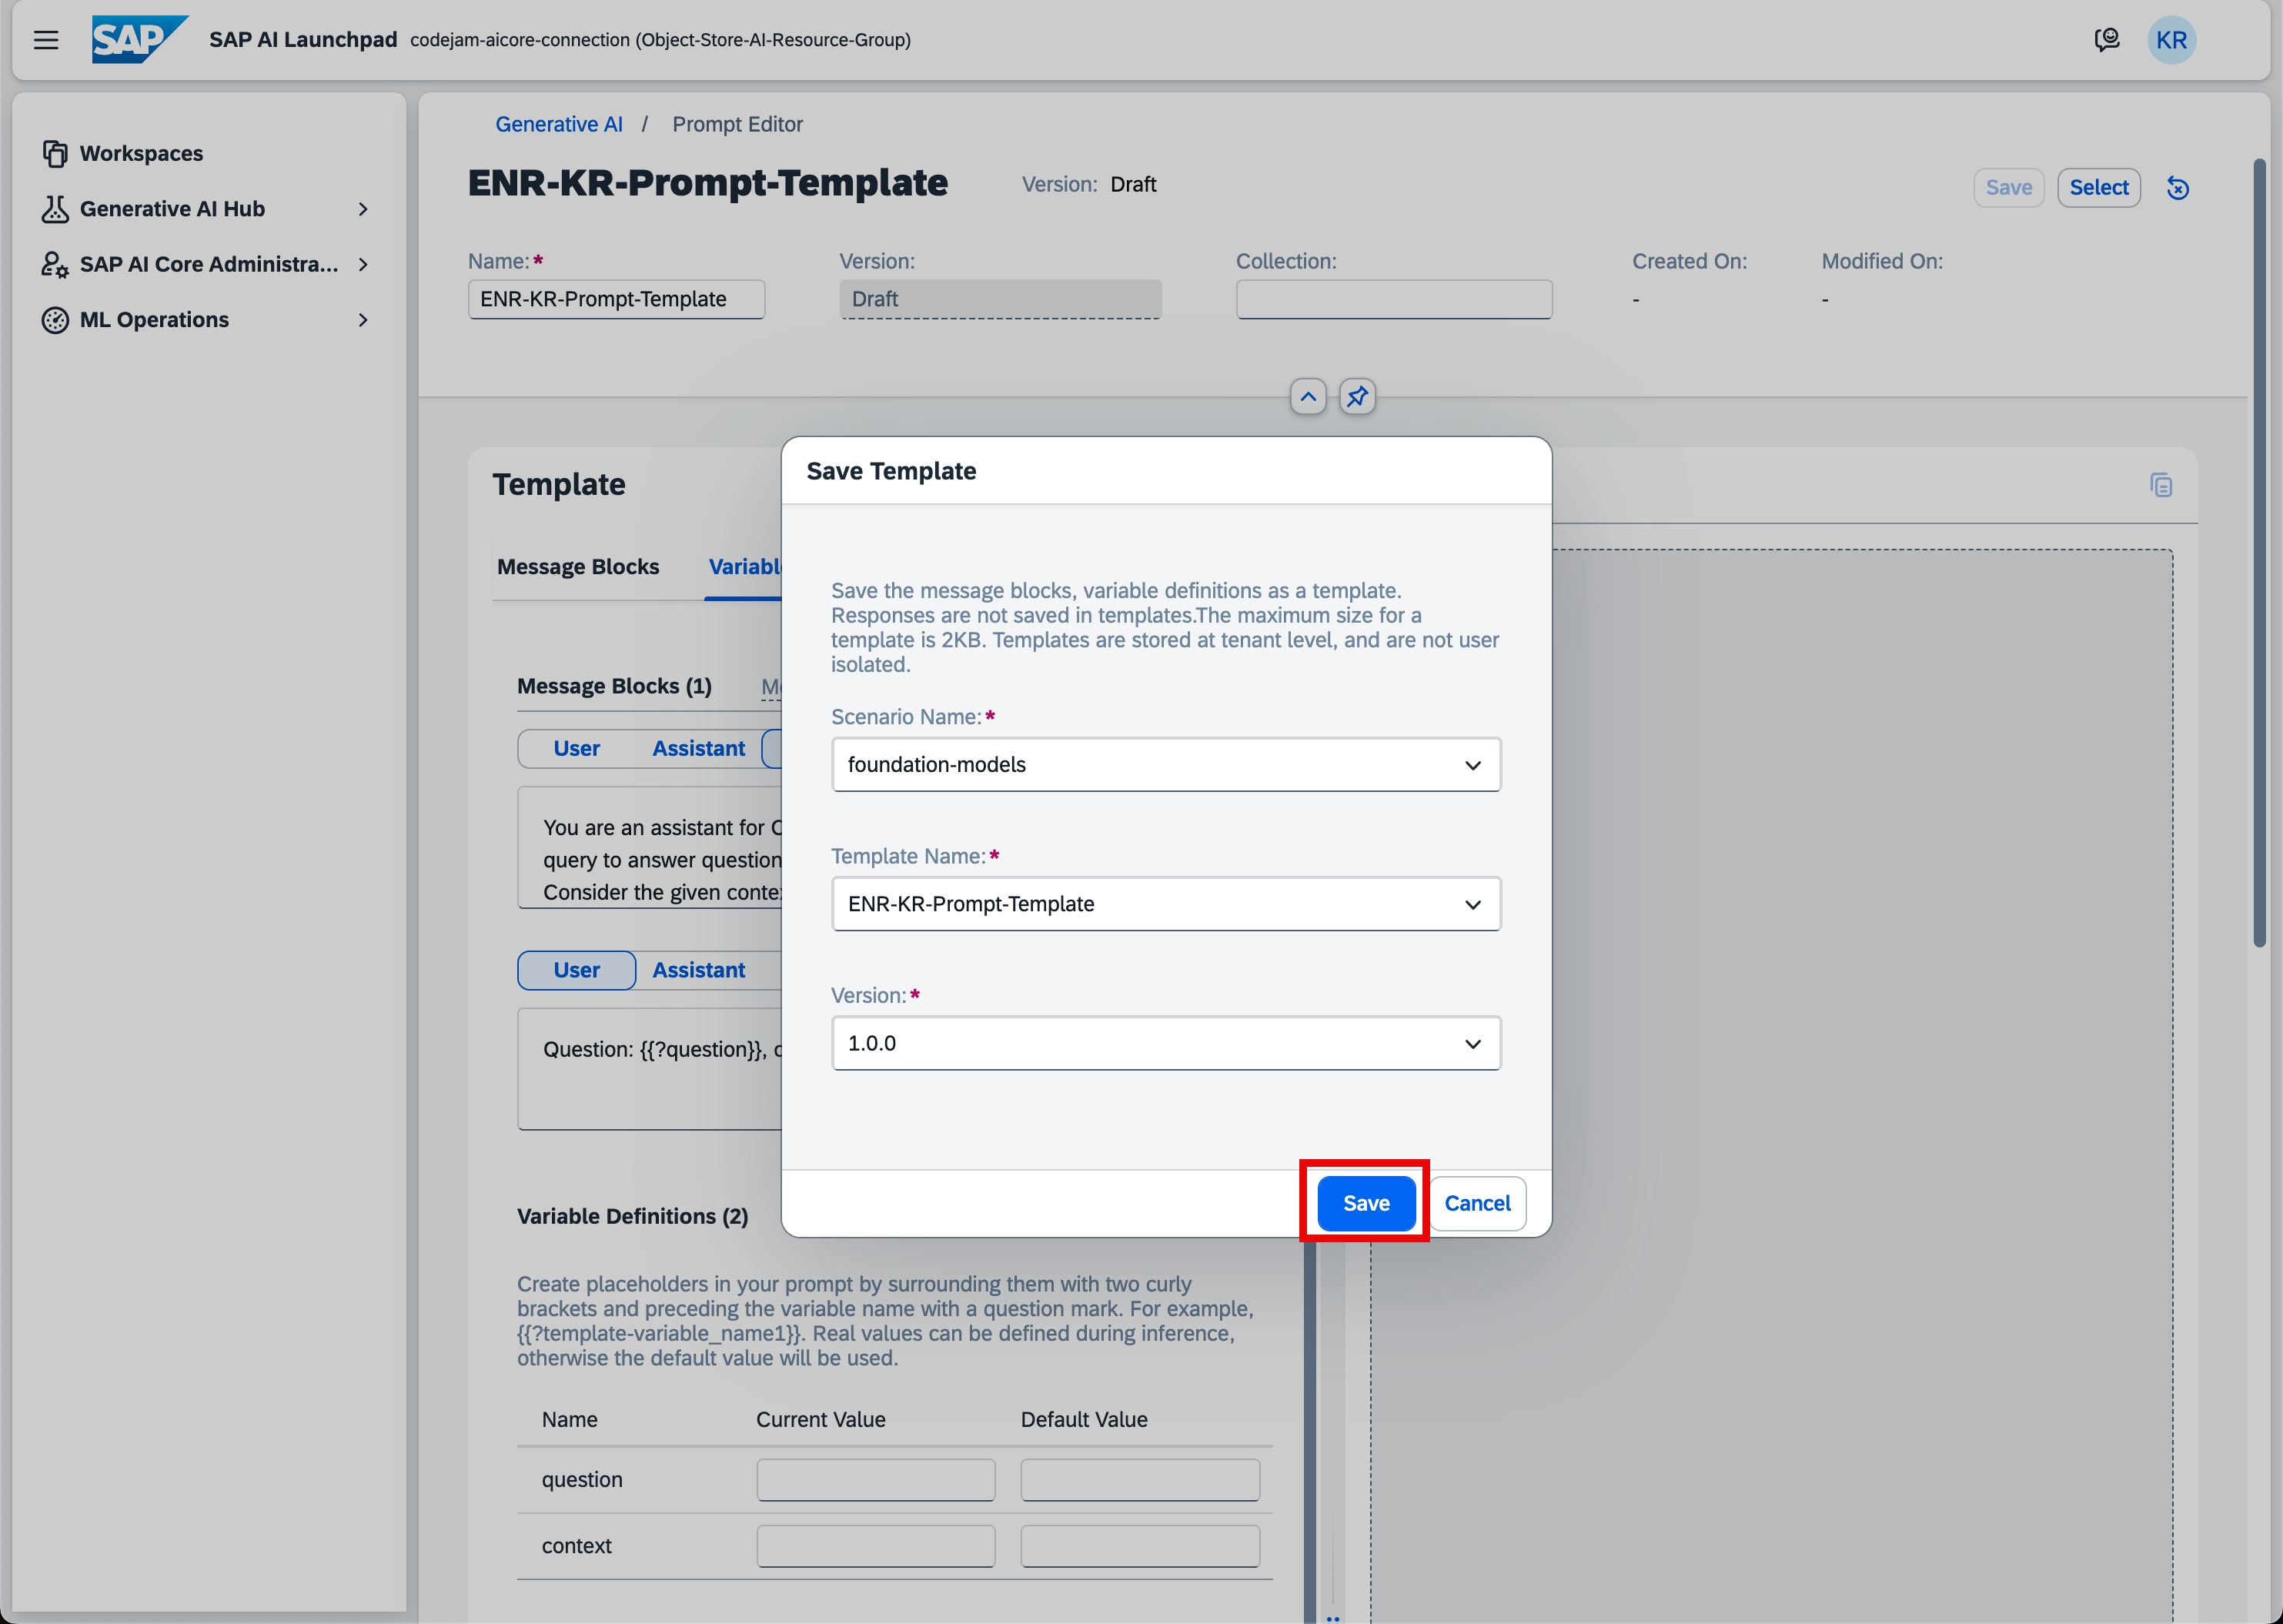 SAP SAP AI Launchpad codejam-aicore-connection (Object-Store-AI-Resource-Group) KR
Workspaces
Generative AI Hub
SAP AI Core Administra...
ML Operations
Generative AI / Prompt Editor
ENR-KR-Prompt-Template Version: Draft Save Select
Name:* Version: Collection: Created On: Modified On:
ENR-KR-Prompt-Template Draft - -
Template
Message Blocks
Message Blocks (1)
User Assistant
You are an assistant for
query to answer question
Consider the given
User Assistant
Question: {{?question}},
Save Template
Save the message blocks, variable definitions as a template.
Responses are not saved in templates.The maximum size for a
template is 2KB. Templates are stored at tenant level, and are not user
isolated.
Scenario Name:*
foundation-models
Template Name:*
ENR-KR-Prompt-Template
Version:*
1.0.0
Save Cancel
Variable Definitions (2)
Create placeholders in your prompt by surrounding them with two curly
brackets and preceding the variable name with a question mark. For example,
{{?template-variable_name1}}. Real values can be defined during inference,
otherwise the default value will be used.
Name Current Value Default Value
question
context